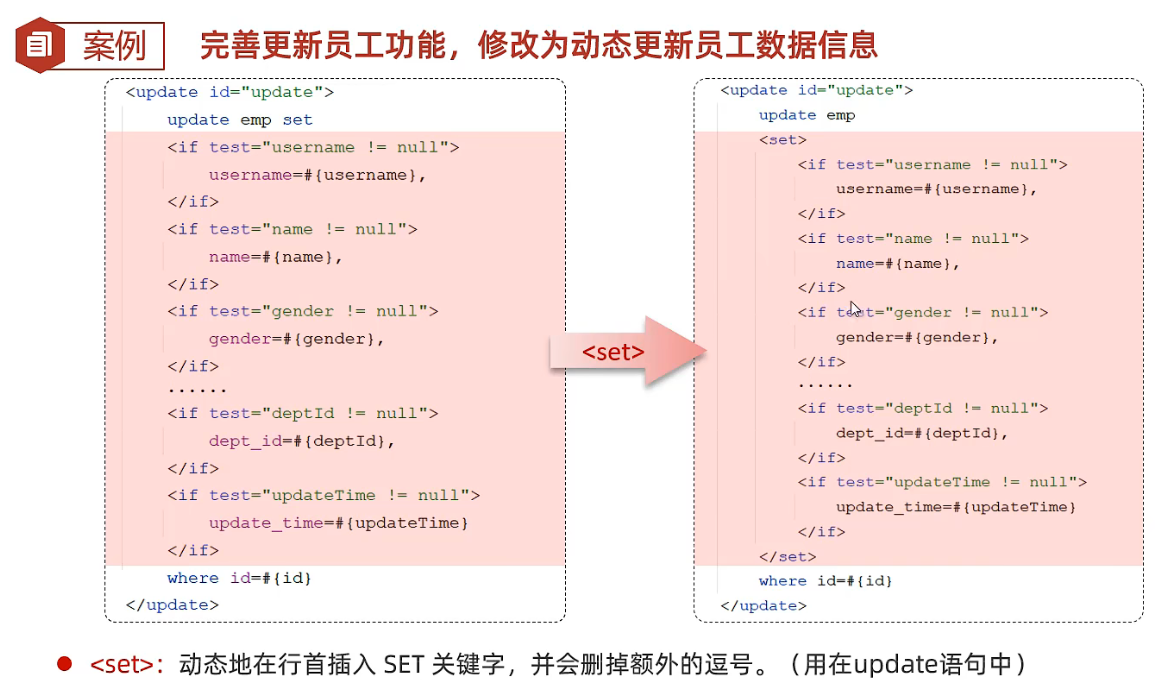 案例
完善更新员工功能，修改为动态更新员工数据信息
<update id="update">
update emp set
<if test="username != null">
username=#{username},
</if>
<if test="name != null">
name=#{name},
</if>
<if test="gender != null">
gender=#{gender},
</if>
······
<if test="deptId != null">
dept_id=#{deptId},
</if>
<if test="updateTime != null">
update_time=#{updateTime}
</if>
where id=#{id}
</update>
<set>
<update id="update">
update emp
<set>
<if test="username != null">
username=#{username},
</if>
<if test="name != null">
name=#{name},
</if>
<if test="gender != null">
gender=#{gender},
</if>
······
<if test="deptId != null">
dept_id=#{deptId},
</if>
<if test="updateTime != null">
update_time=#{updateTime}
</if>
</set>
where id=#{id}
</update>
● <set>：动态地在行首插入 SET 关键字，并会删掉额外的逗号。（用在update语句中）